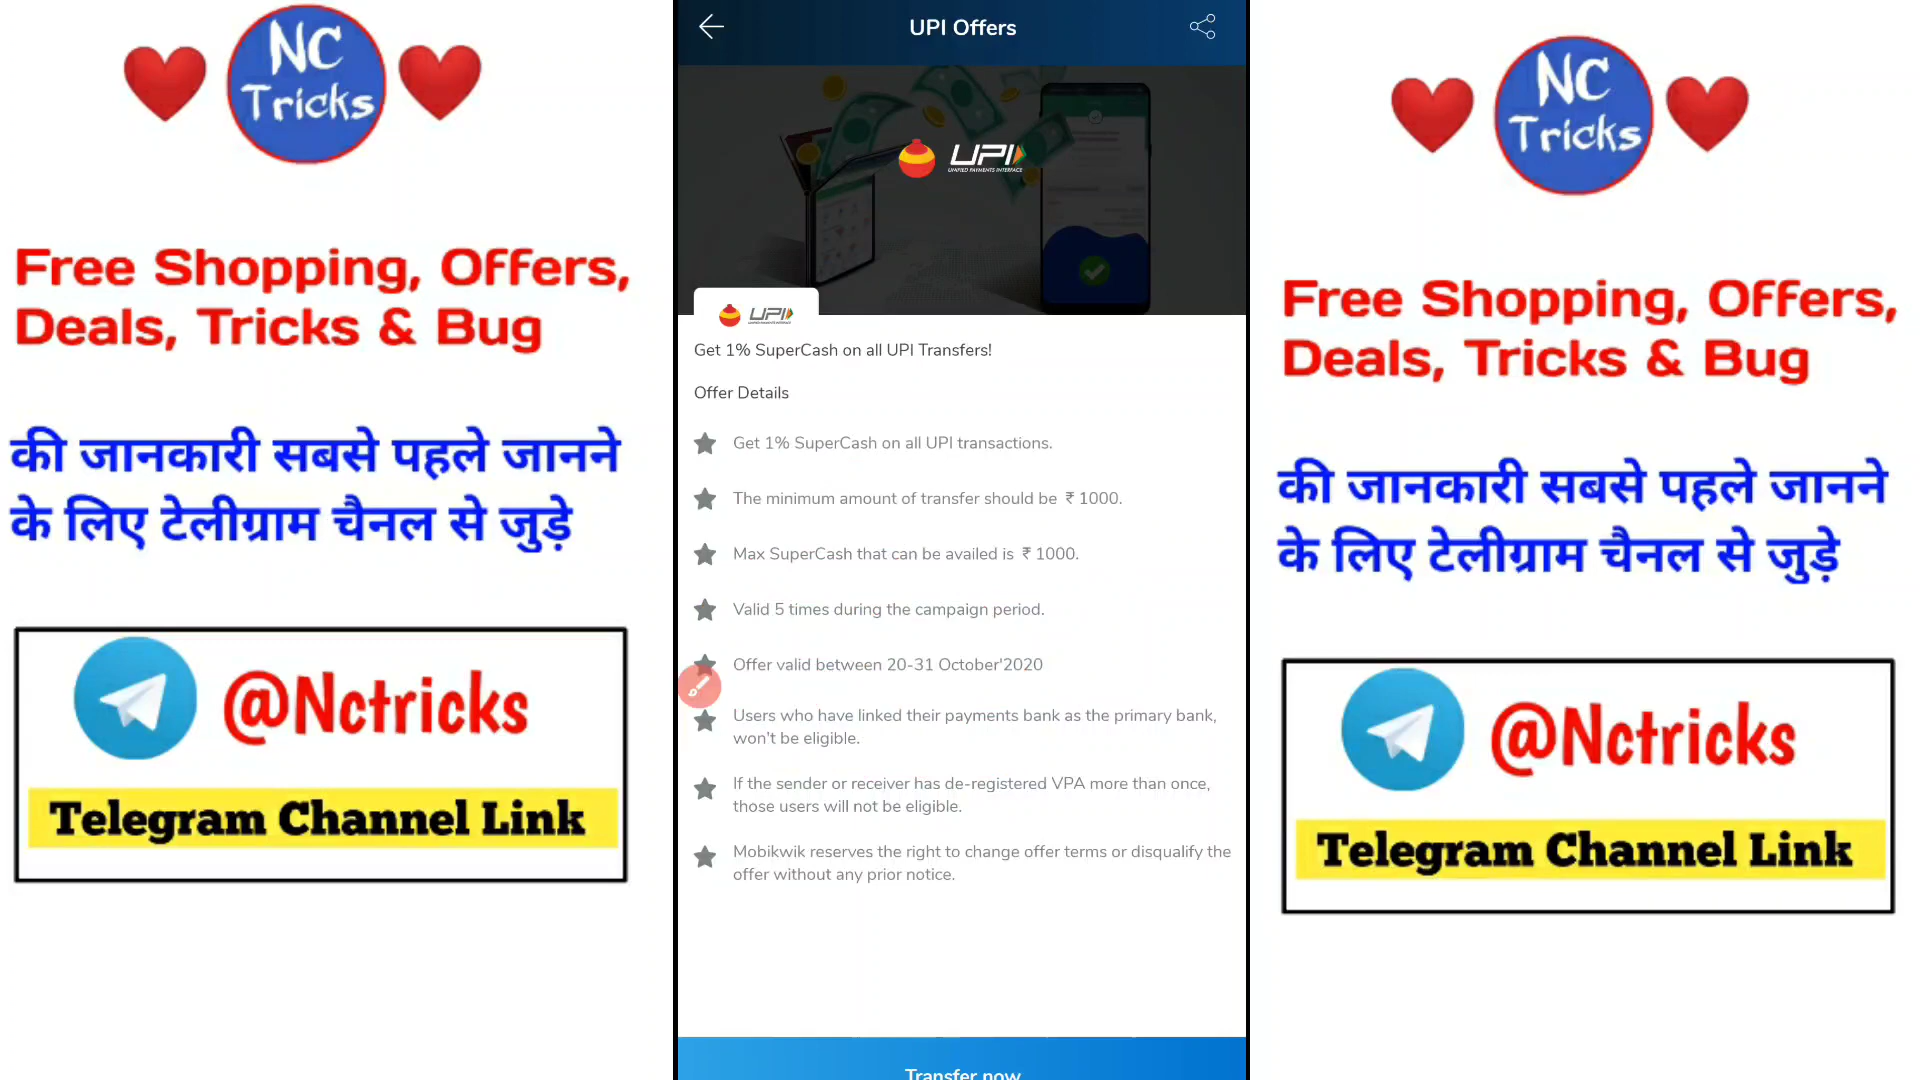 NC
Tricks
Free Shopping, Offers,
Deals, Tricks & Bug
की जानकारी सबसे पहले जानने
के लिए टेलीग्राम चैनल से जुड़े
@Nctricks
Telegram Channel Link
UPI Offers
UPI
UNIFIED PAYMENTS INTERFACE
UPI
UNIFIED PAYMENTS INTERFACE
Get 1% SuperCash on all UPI Transfers!
Offer Details
Get 1% SuperCash on all UPI transactions.
The minimum amount of transfer should be ₹ 1000.
Max SuperCash that can be availed is ₹ 1000.
Valid 5 times during the campaign period.
Offer valid between 20-31 October'2020
Users who have linked their payments bank as the primary bank,
won't be eligible.
If the sender or receiver has de-registered VPA more than once,
those users will not be eligible.
Mobikwik reserves the right to change offer terms or disqualify the
offer without any prior notice.
Transfer now
NC
Tricks
Free Shopping, Offers,
Deals, Tricks & Bug
की जानकारी सबसे पहले जानने
के लिए टेलीग्राम चैनल से जुड़े
@Nctricks
Telegram Channel Link